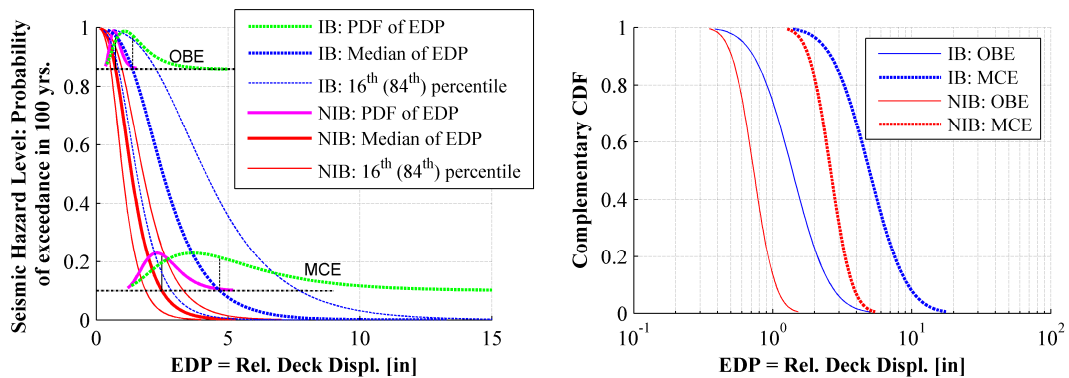 Seismic Hazard Level: Probability
of exceedance in 100 yrs.
1
0.8
0.6
0.4
0.2
0
0
5
10
15
EDP = Rel. Deck Displ. [in]
OBE
MCE
IB: PDF of EDP
IB: Median of EDP
IB: 16th (84th) percentile
NIB: PDF of EDP
NIB: Median of EDP
NIB: 16th (84th) percentile
Complementary CDF
1
0.8
0.6
0.4
0.2
0
10-1
100
101
102
EDP = Rel. Deck Displ. [in]
IB: OBE
IB: MCE
NIB: OBE
NIB: MCE